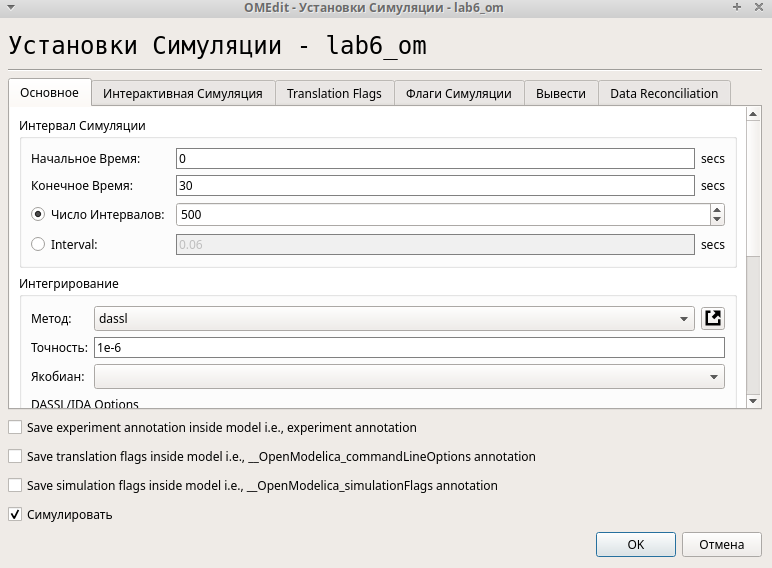 OMEdit - Установки Симуляции - lab6_om
Установки Симуляции - lab6_om
Основное Интерактивная Симуляция Translation Flags Флаги Симуляции Вывести Data Reconciliation
Интервал Симуляции
Начальное Время: 0 secs
Конечное Время: 30 secs
Число Интервалов: 500
Interval: 0.06 secs
Интегрирование
Метод: dassl
Точность: 1e-6
Якобиан:
DASSL/IDA Options
Save experiment annotation inside model i.e., experiment annotation
Save translation flags inside model i.e., __OpenModelica_commandLineOptions annotation
Save simulation flags inside model i.e., __OpenModelica_simulationFlags annotation
Симулировать
OK Отмена